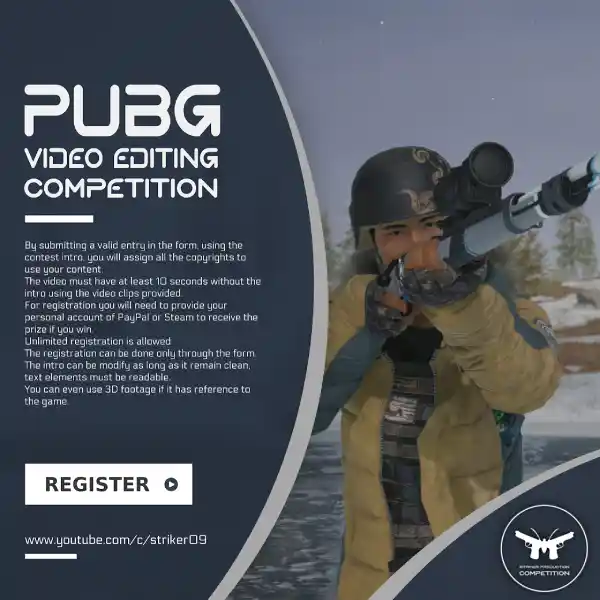 PUBG
VIDEO EDITING
COMPETITION
By submitting a valid entry in the form, using the
contest intro, you will assign all the copyrights to
use your content.
The video must have at least 10 seconds without the
intro using the video clips provided.
For registration you will need to provide your
personal account of PayPal or Steam to receive the
prize if you win.
Unlimited registration is allowed.
The registration can be done only through the form.
The intro can be modify as long as it remain clean,
text elements must be readable.
You can even use 3D footage if it has reference to
the game.
REGISTER
www.youtube.com/c/striker09
STRIKER PRODUCTION
COMPETITION